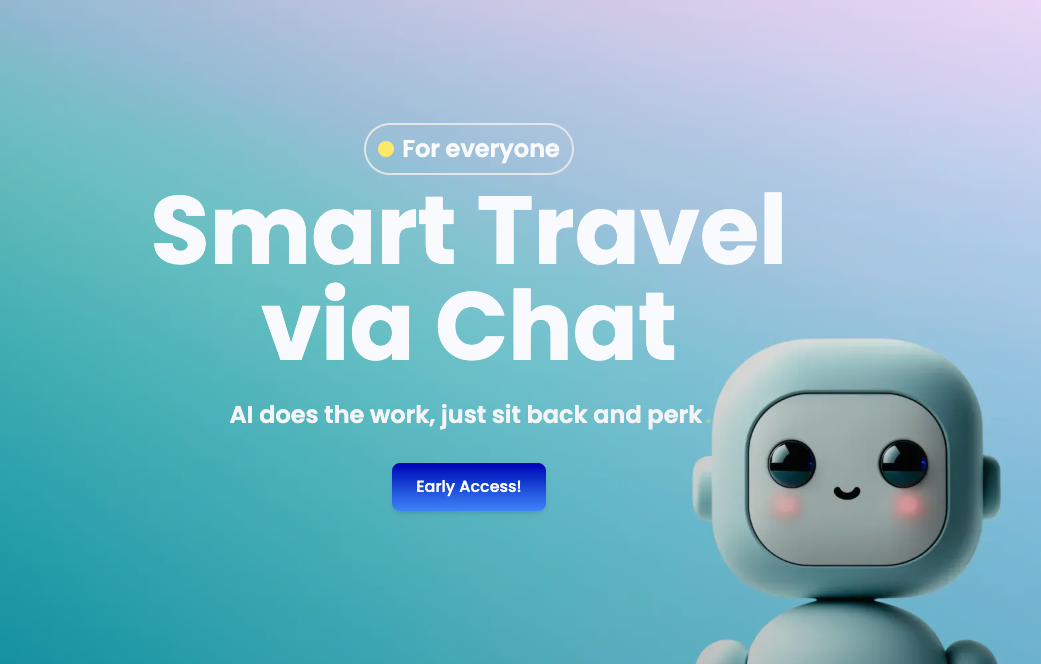 For everyone
Smart Travel
via Chat
AI does the work, just sit back and perk.
Early Access!